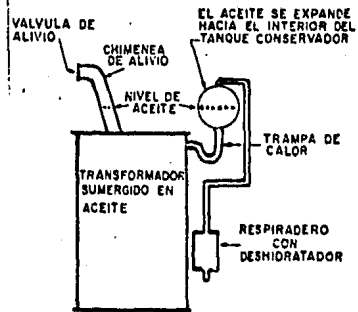 VALVULA DE
ALIVIO
CHIMENEA
DE ALIVIO
EL ACEITE SE EXPANDE
HACIA EL INTERIOR DEL
TANQUE CONSERVADOR
NIVEL DE
ACEITE
TRAMPA DE
CALOR
TRANSFORMADOR
SUMERGIDO EN
ACEITE
RESPIRADERO
CON
DESHIDRATADOR